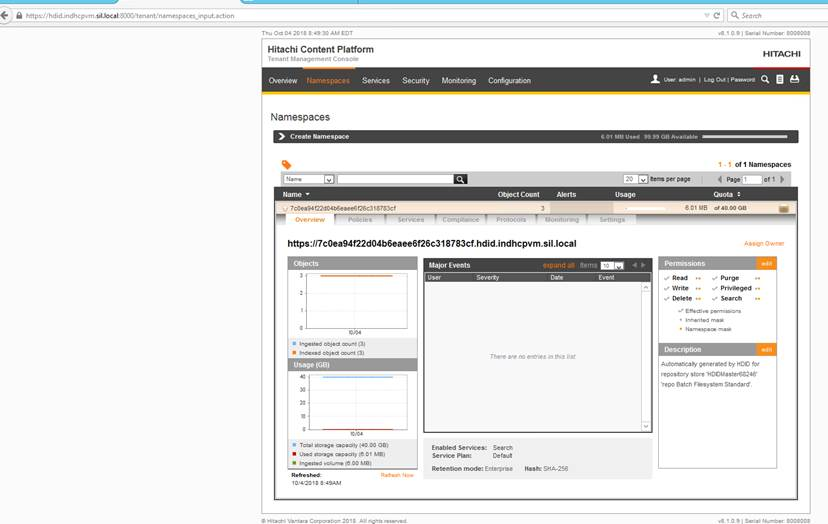 https://hdid.indhcpvm.sil.local:8000/tenant/namespaces_input.action
Search
Thu Oct 04 2018 8:49:30 AM EDT
v8.1.0.9 | Serial Number: 8008008
Hitachi Content Platform
Tenant Management Console
HITACHI
Overview Namespaces Services Security Monitoring Configuration
User: admin | Log Out | Password
Namespaces
Create Namespace
6.01 MB Used 99.99 GB Available
1 - 1 of 1 Namespaces
Name
20 items per page
Page 1 of 1
Name Object Count Alerts Usage Quota
7c0ea94f22d04b6eaee6f26c318783cf 3 6.01 MB of 40.00 GB
Overview Policies Services Compliance Protocols Monitoring Settings
https://7c0ea94f22d04b6eaee6f26c318783cf.hdid.indhcpvm.sil.local
Assign Owner
Objects
3
2
1
0
10/04
Ingested object count (3)
Indexed object count (3)
Usage (GB)
40
30
20
10
0
10/04
Total storage capacity (40.00 GB)
Used storage capacity (6.01 MB)
Ingested volume (6.00 MB)
Refreshed:
Refresh Now
10/4/2018 8:49AM
Major Events
expand all Items 10
User Severity Date Event
There are no entries in this list
Enabled Services: Search
Service Plan: Default
Retention mode: Enterprise Hash: SHA-256
Permissions edit
Read Purge
Write Privileged
Delete Search
Effective permissions
Inherited mask
Namespace mask
Description edit
Automatically generated by HDID for
repository store 'HDIDMaster68246'
'repo Batch Filesystem Standard'.
© Hitachi Vantara Corporation 2018. All rights reserved.
v8.1.0.9 | Serial Number: 8008008